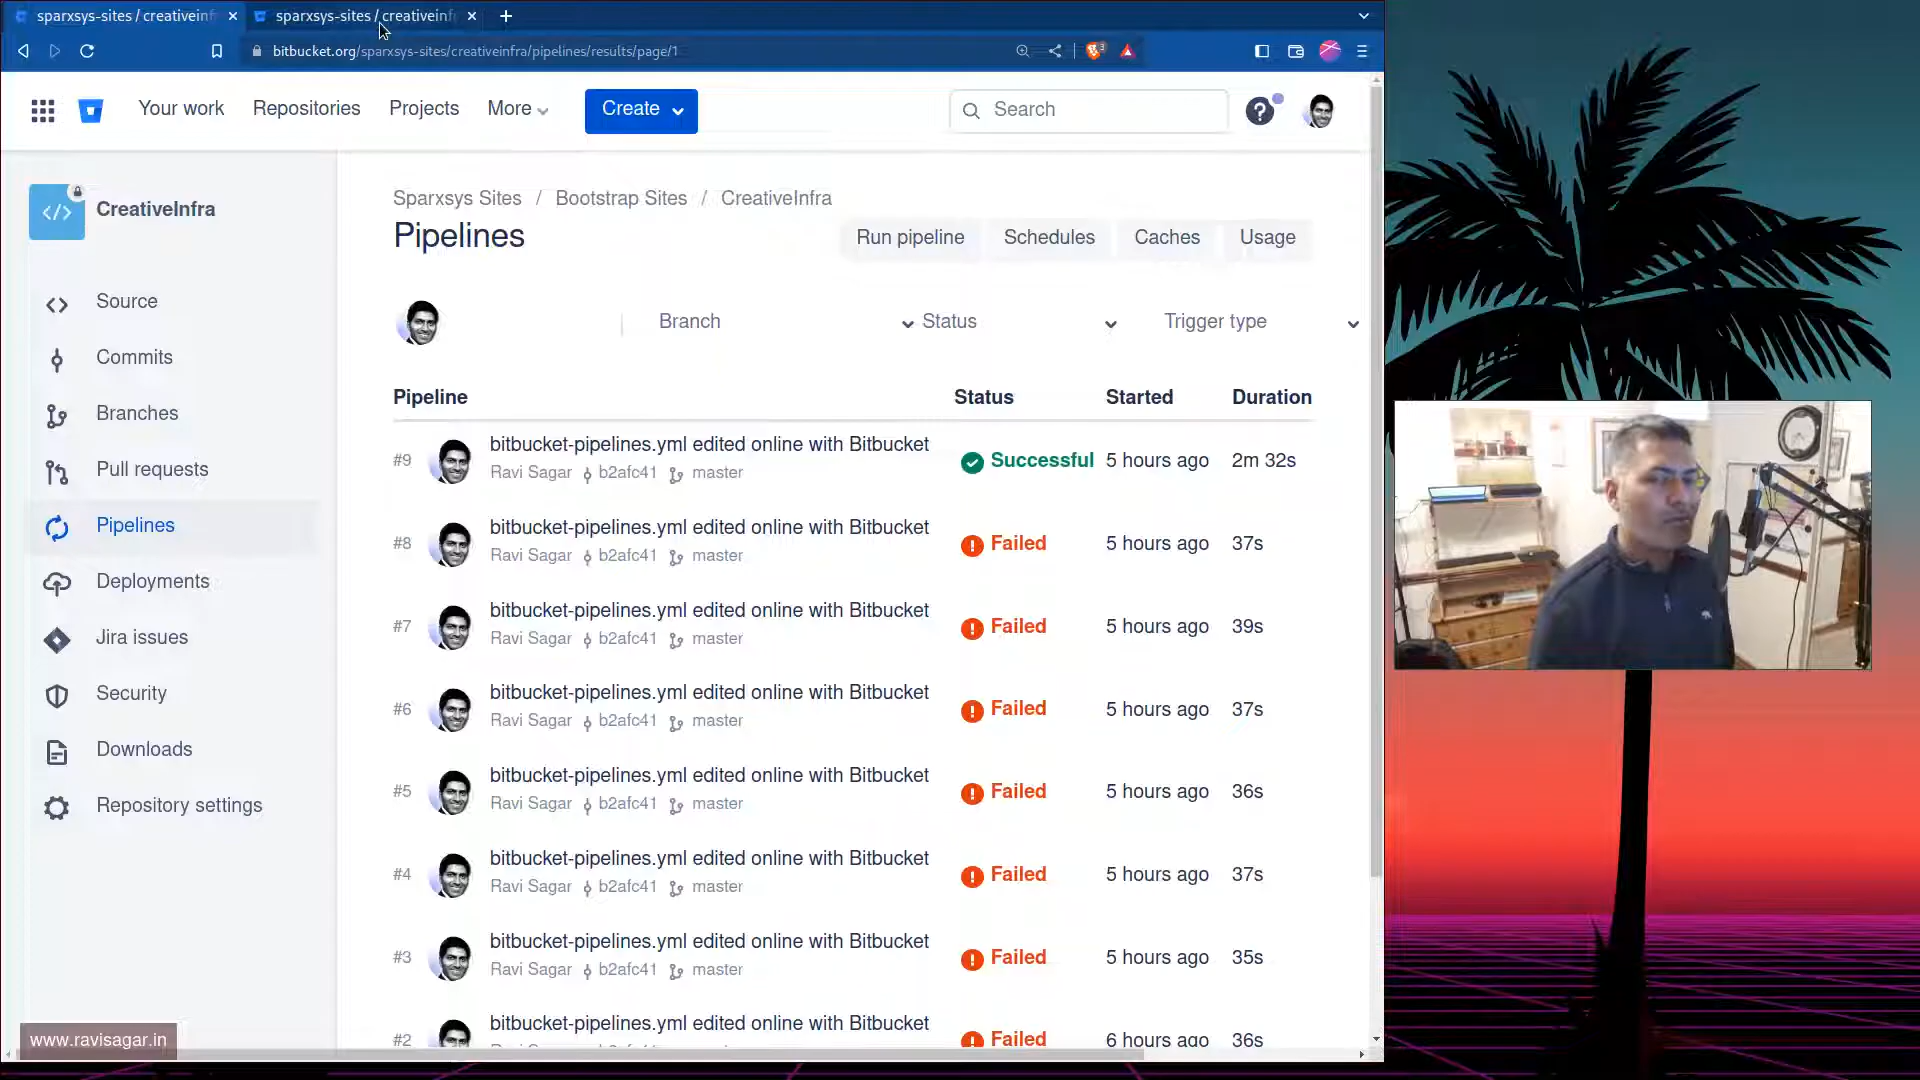 sparxsys-sites / creativeinf
sparxsys-sites / creativeinf
bitbucket.org/sparxsys-sites/creativeinfra/pipelines/results/page/1
3
Your work
Repositories
Projects
More
Create
Search
?
</> CreativeInfra
Source
Commits
Branches
Pull requests
Pipelines
Deployments
Jira issues
Security
Downloads
Repository settings
Sparxsys Sites / Bootstrap Sites / CreativeInfra
Pipelines
Run pipeline
Schedules
Caches
Usage
Branch
Status
Trigger type
Pipeline Status Started Duration
#9 bitbucket-pipelines.yml edited online with Bitbucket Successful 5 hours ago 2m 32s
Ravi Sagar b2afc41 master
#8 bitbucket-pipelines.yml edited online with Bitbucket Failed 5 hours ago 37s
Ravi Sagar b2afc41 master
#7 bitbucket-pipelines.yml edited online with Bitbucket Failed 5 hours ago 39s
Ravi Sagar b2afc41 master
#6 bitbucket-pipelines.yml edited online with Bitbucket Failed 5 hours ago 37s
Ravi Sagar b2afc41 master
#5 bitbucket-pipelines.yml edited online with Bitbucket Failed 5 hours ago 36s
Ravi Sagar b2afc41 master
#4 bitbucket-pipelines.yml edited online with Bitbucket Failed 5 hours ago 37s
Ravi Sagar b2afc41 master
#3 bitbucket-pipelines.yml edited online with Bitbucket Failed 5 hours ago 35s
Ravi Sagar b2afc41 master
#2 bitbucket-pipelines.yml edited online with Bitbucket Failed 6 hours ago 36s
www.ravisagar.in